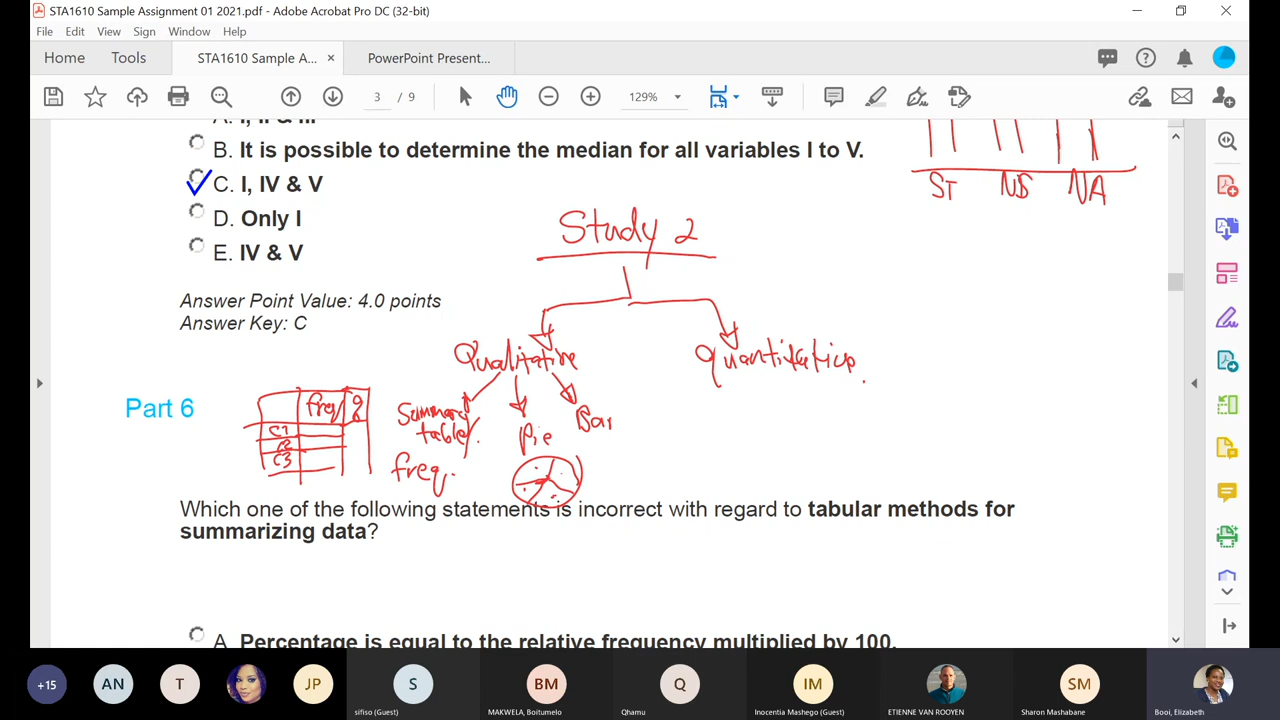 STA1610 Sample Assignment 01 2021.pdf - Adobe Acrobat Pro DC (32-bit)
File Edit View Sign Window Help
Home Tools STA1610 Sample A... × PowerPoint Present...
3 / 9 129%
B. It is possible to determine the median for all variables I to V.
C. I, IV & V
D. Only I
E. IV & V
ST NS NA
Study 2
Answer Point Value: 4.0 points
Answer Key: C
Qualitative Quantitative
Part 6
freq %
C1
C2
C3
Summary table
freq.
Pie
Bar
Which one of the following statements is incorrect with regard to tabular methods for
summarizing data?
A. Percentage is equal to the relative frequency multiplied by 100.
+15 AN T JP S BM Q IM SM
sifiso (Guest) MAKWELA, Boitumelo Qhamu Inocentia Mashego (Guest) ETIENNE VAN ROOYEN Sharon Mashabane Booi, Elizabeth